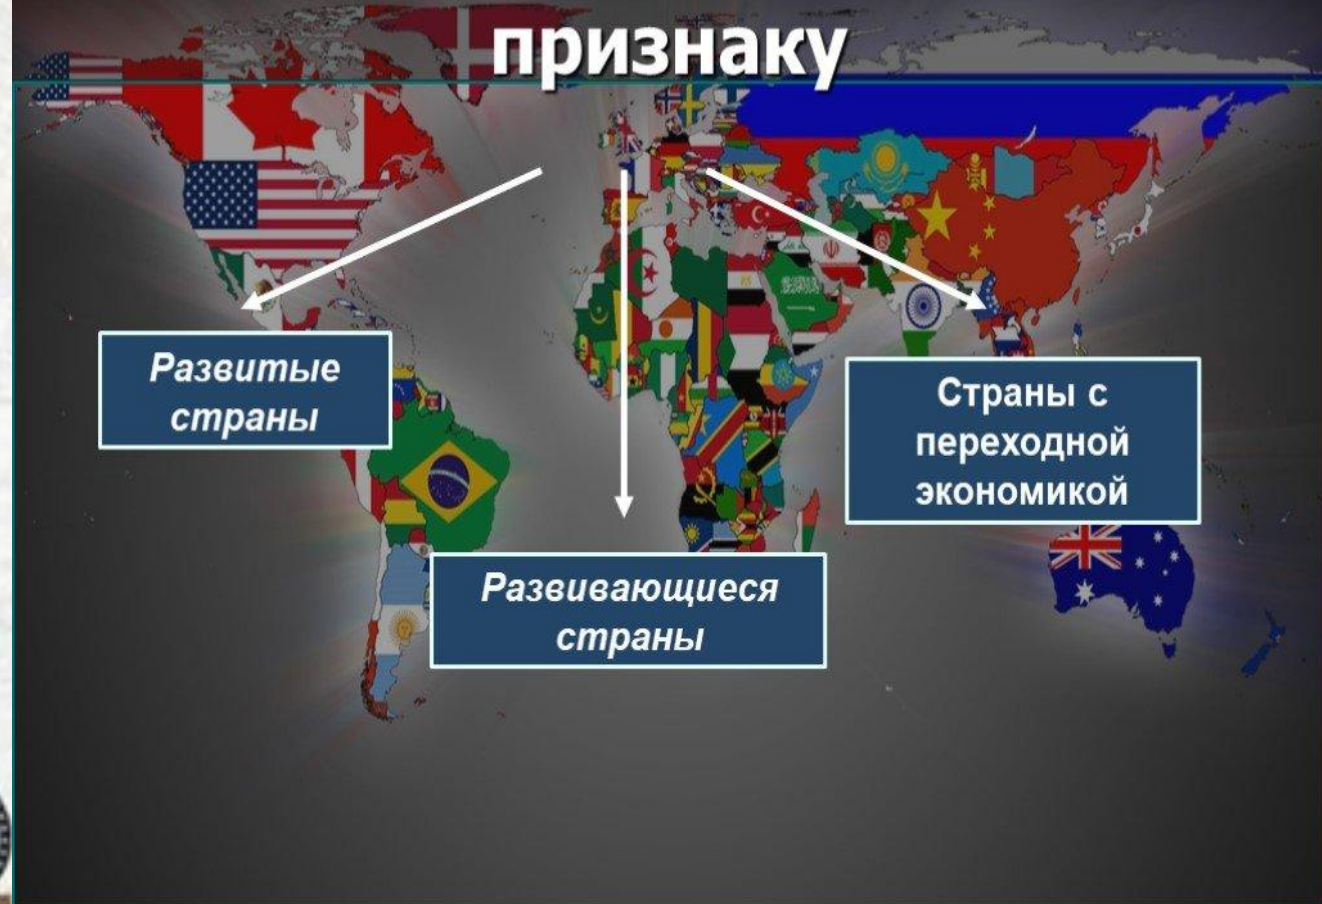 признаку
Развитые
страны
Страны с
переходной
экономикой
Развивающиеся
страны